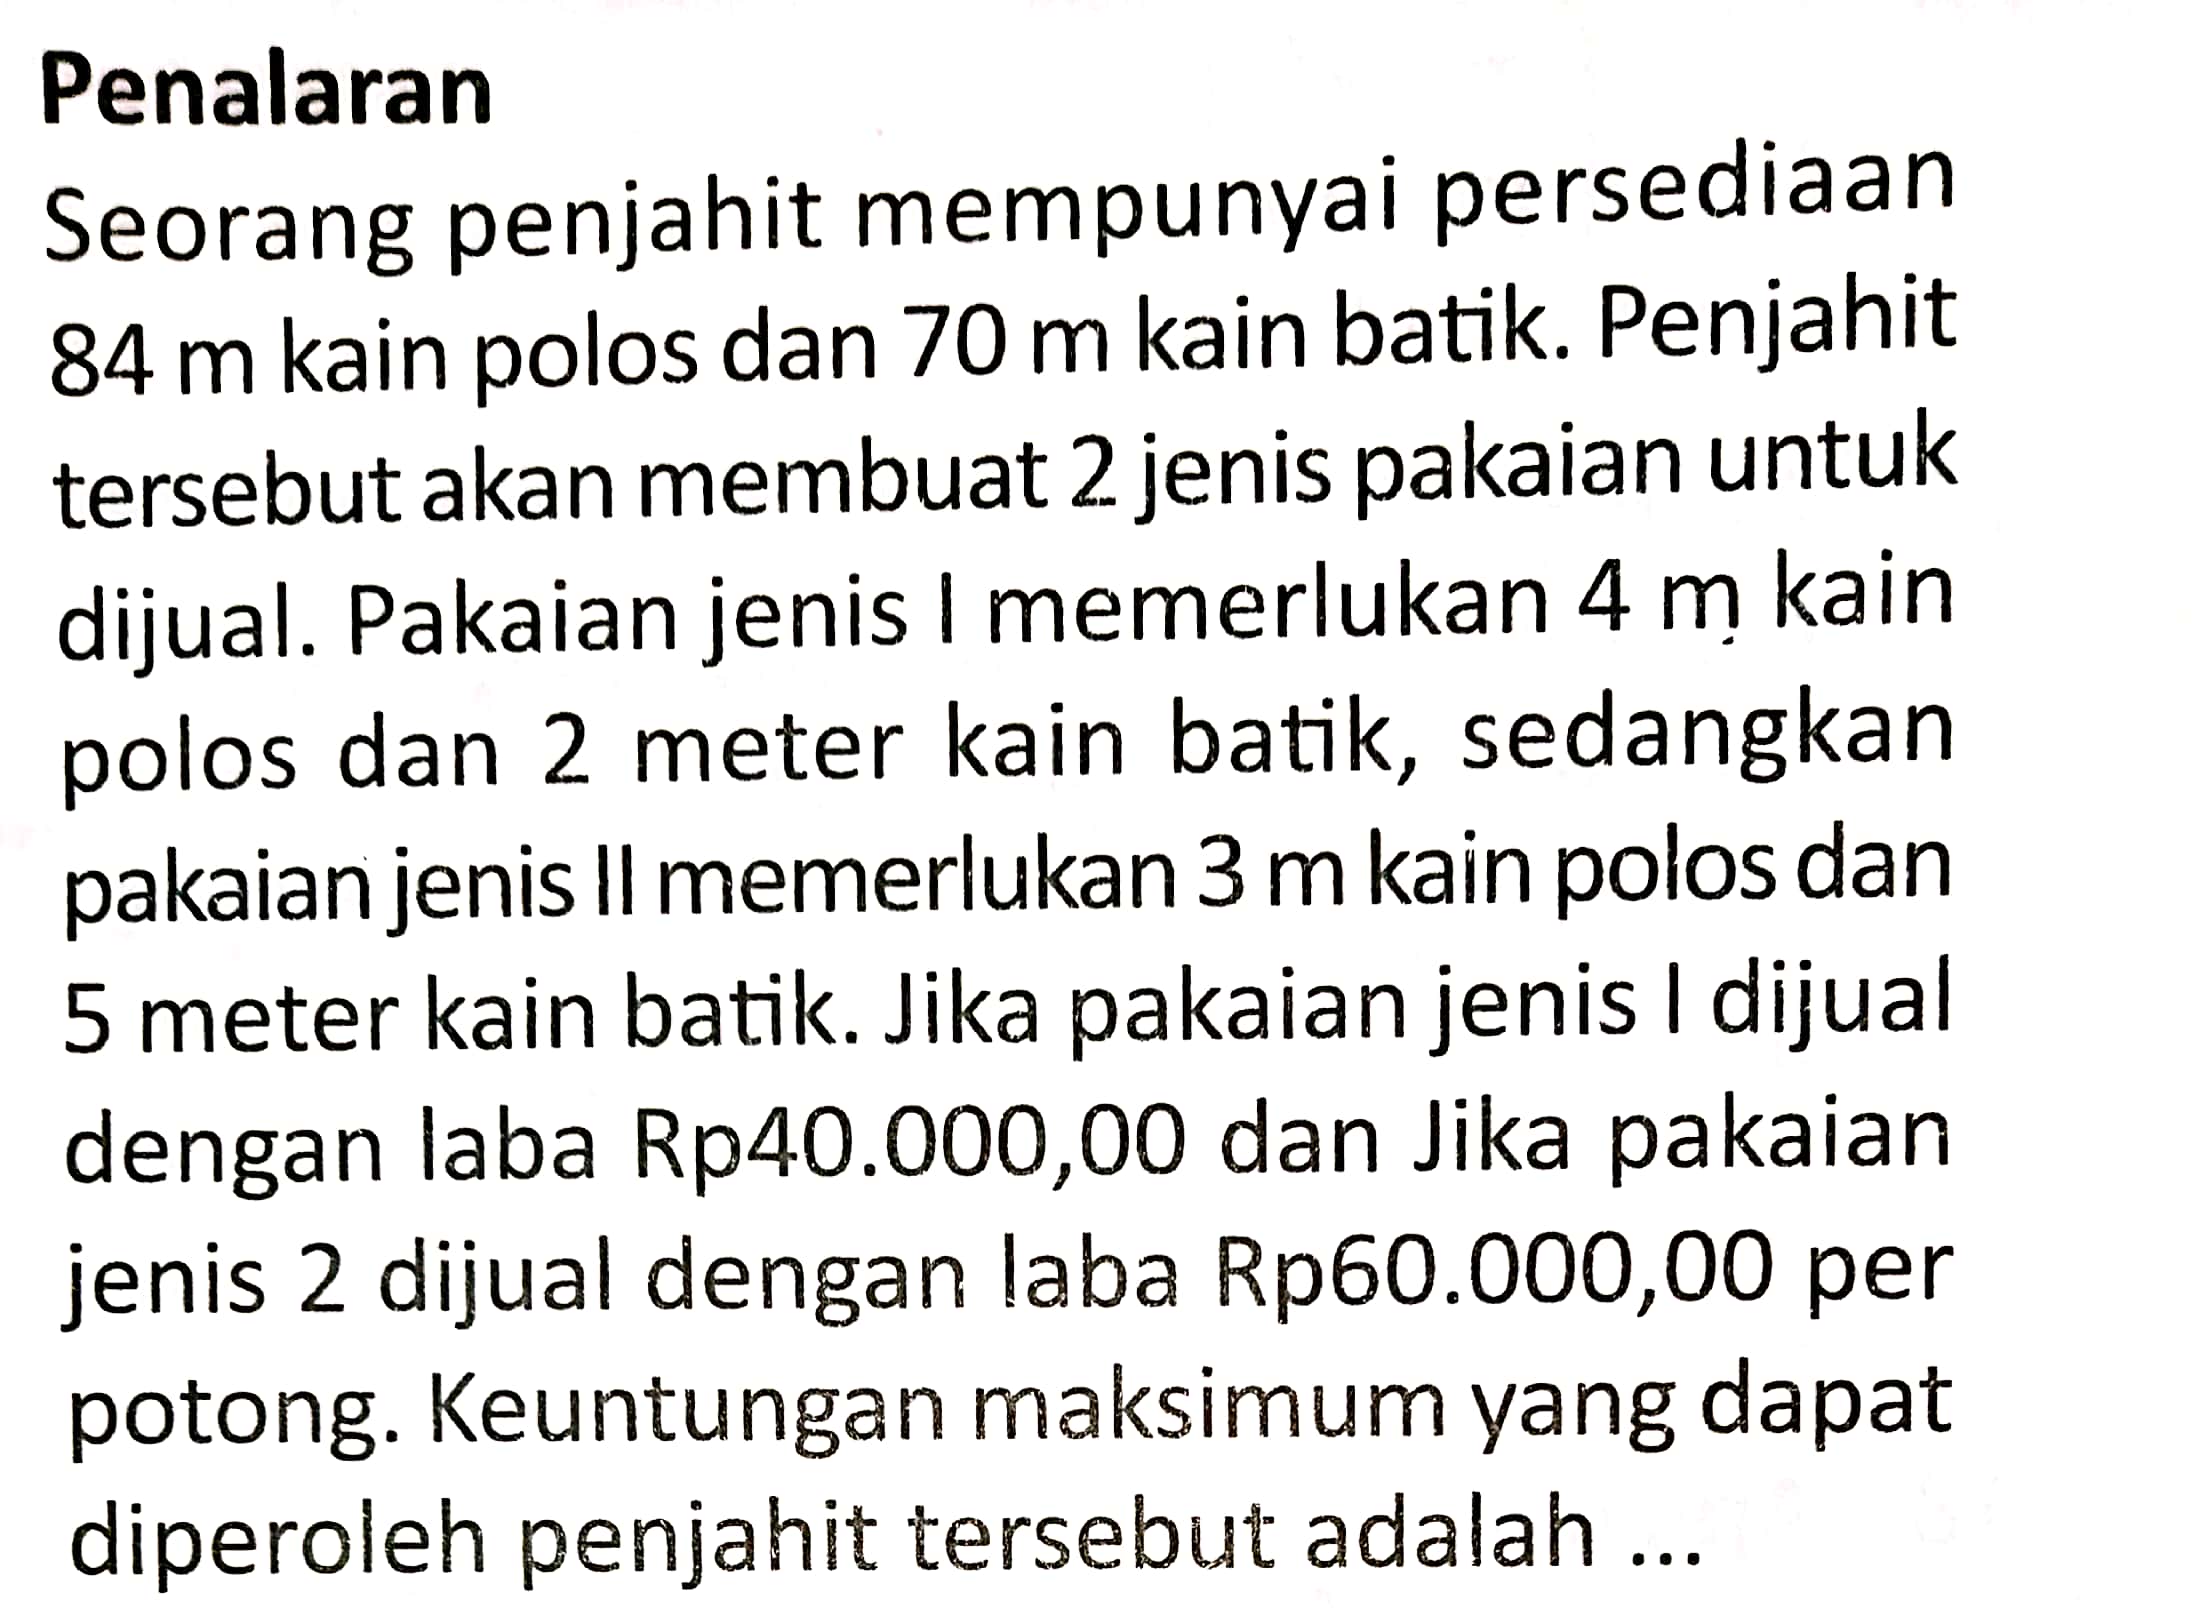 Penalaran
Seorang penjahit mempunyai persediaan
84 m kain polos dan 70 m kain batik. Penjahit
tersebut akan membuat 2 jenis pakaian untuk
dijual. Pakaian jenis I memerlukan 4 m kain
polos dan 2 meter kain batik, sedangkan
pakaian jenis II memerlukan 3 m kain polos dan
5 meter kain batik. Jika pakaian jenis I dijual
dengan laba Rp40.000,00 dan Jika pakaian
jenis 2 dijual dengan laba Rp60.000,00 per
potong. Keuntungan maksimum yang dapat
diperoleh penjahit tersebut adalah ...